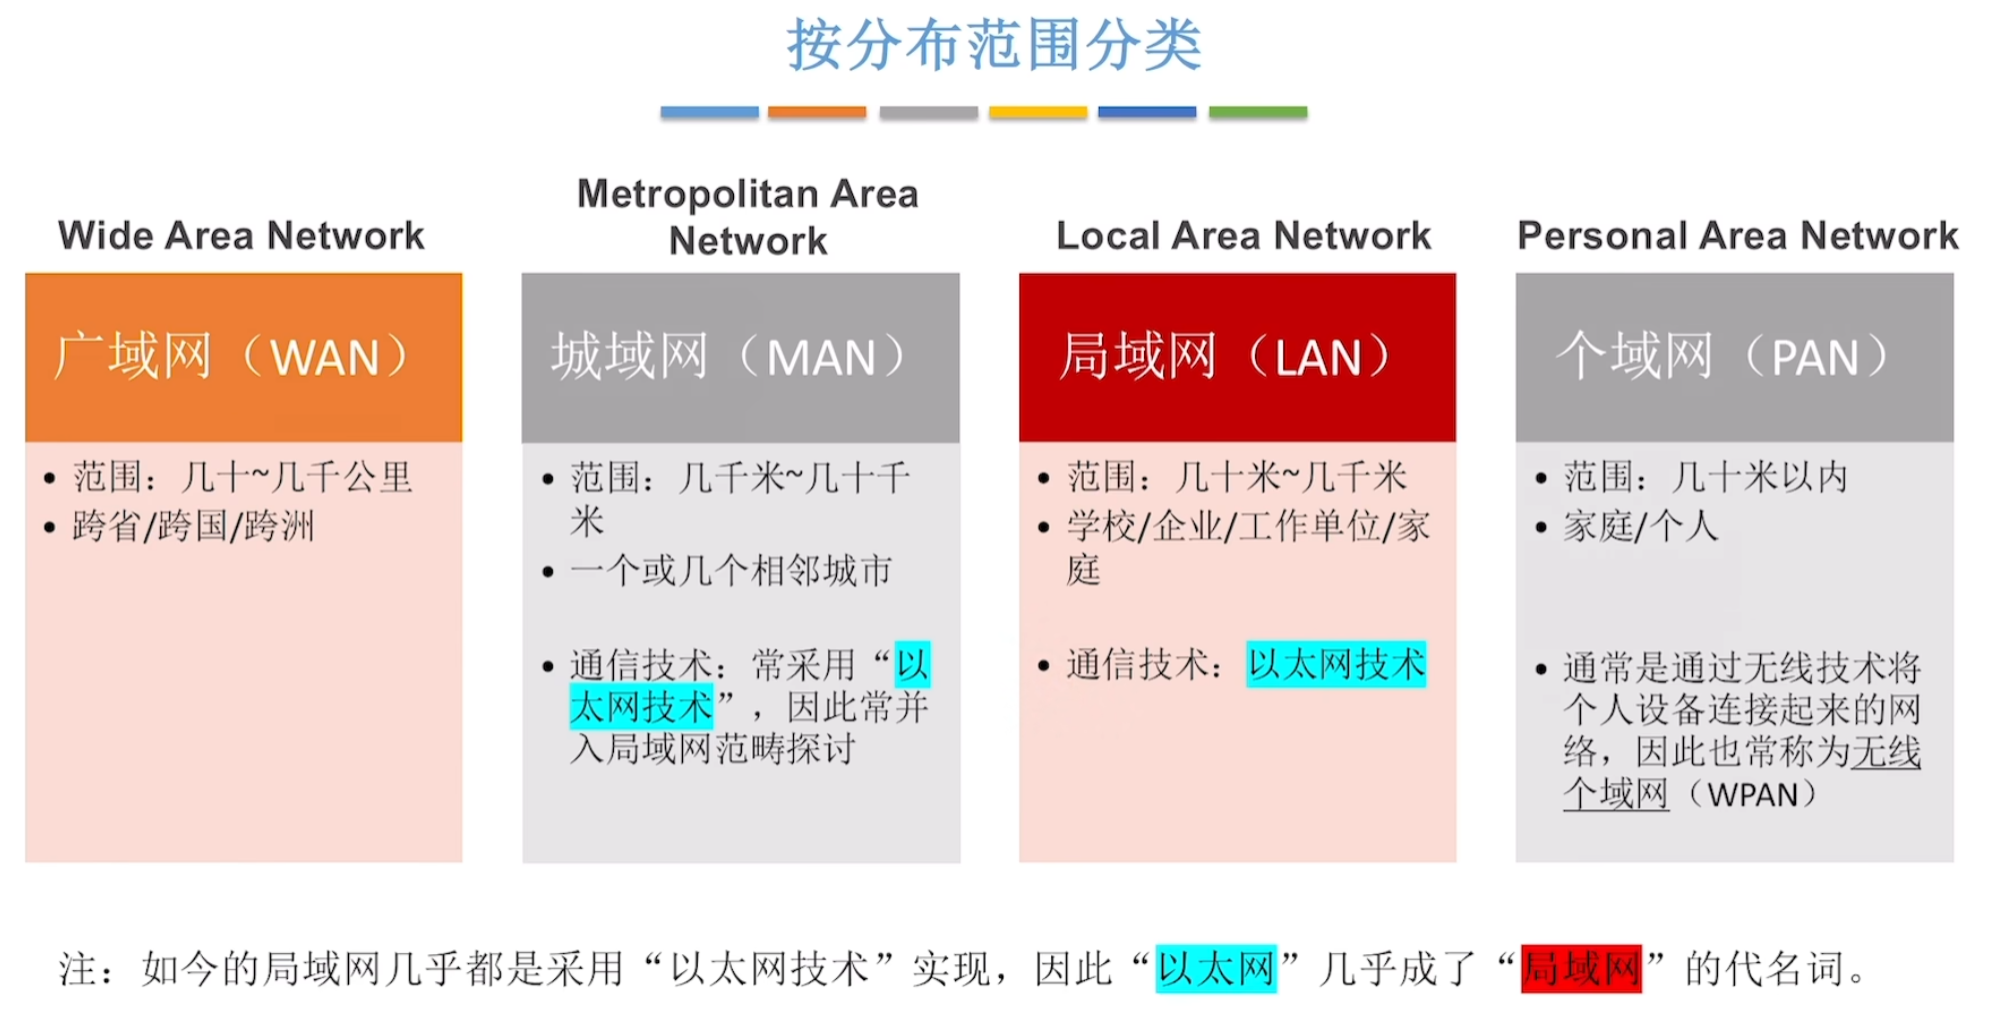 按分布范围分类
Wide Area Network
广域网（WAN）
• 范围：几十~几千公里
• 跨省/跨国/跨洲
Metropolitan Area
Network
城域网（MAN）
• 范围：几千米~几十千
米
• 一个或几个相邻城市
• 通信技术：常采用“以
太网技术”，因此常并
入局域网范畴探讨
Local Area Network
局域网（LAN）
• 范围：几十米~几千米
• 学校/企业/工作单位/家
庭
• 通信技术：以太网技术
Personal Area Network
个域网（PAN）
• 范围：几十米以内
• 家庭/个人
• 通常是通过无线技术将
个人设备连接起来的网
络，因此也常称为无线
个域网（WPAN）
注：如今的局域网几乎都是采用“以太网技术”实现，因此“以太网”几乎成了“局域网”的代名词。